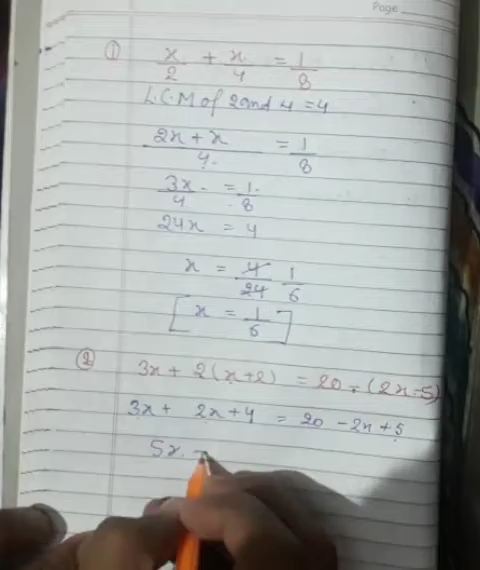 Page
① x/2 + x/4 = 1/8
L.C.M of 2 and 4 = 4
2x + x/4 = 1/8
3x/4 = 1/8
24x = 4
x = 4/24 1/6
[x = 1/6]
② 3x + 2(x+2) = 20 - (2x-5)
3x + 2x + 4 = 20 - 2x + 5
5x